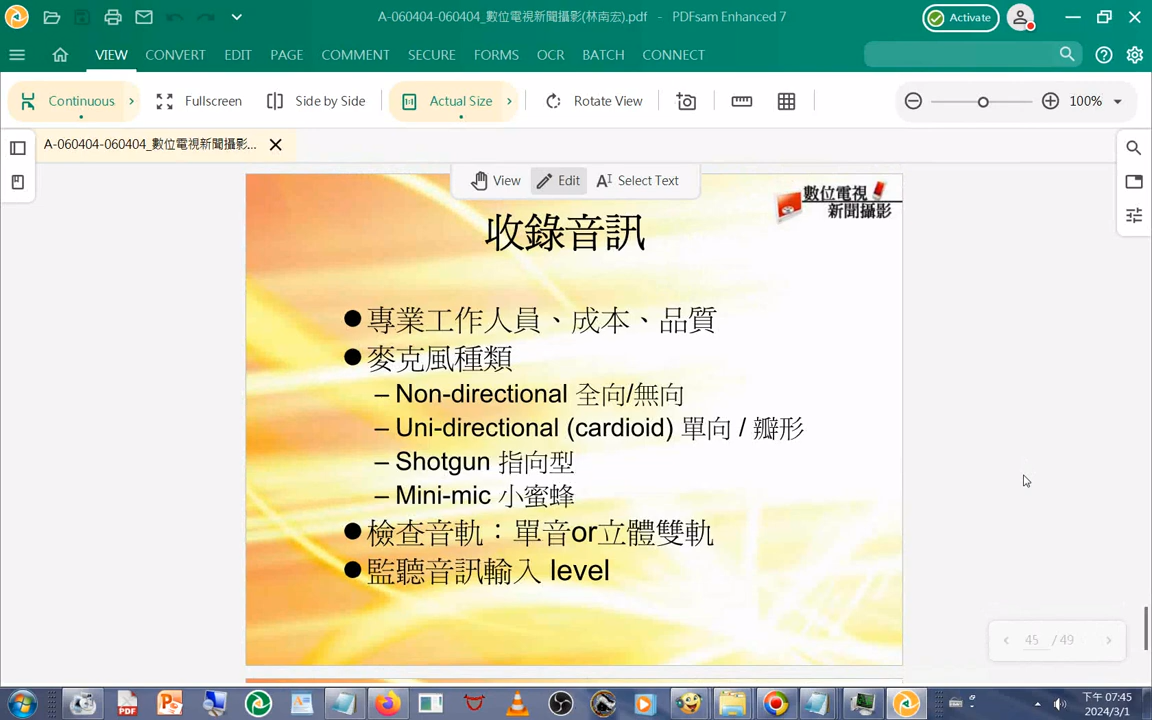 A-060404-060404_數位電視新聞攝影(林南宏).pdf - PDFsam Enhanced 7
Activate
VIEW CONVERT EDIT PAGE COMMENT SECURE FORMS OCR BATCH CONNECT
Continuous Fullscreen Side by Side Actual Size Rotate View 100%
A-060404-060404_數位電視新聞攝影...
View Edit Select Text
數位電視
新聞攝影
收錄音訊
●專業工作人員、成本、品質
●麥克風種類
– Non-directional 全向/無向
– Uni-directional (cardioid) 單向 / 瓣形
– Shotgun 指向型
– Mini-mic 小蜜蜂
●檢查音軌：單音or立體雙軌
●監聽音訊輸入 level
45 / 49
下午 07:45
2024/3/1